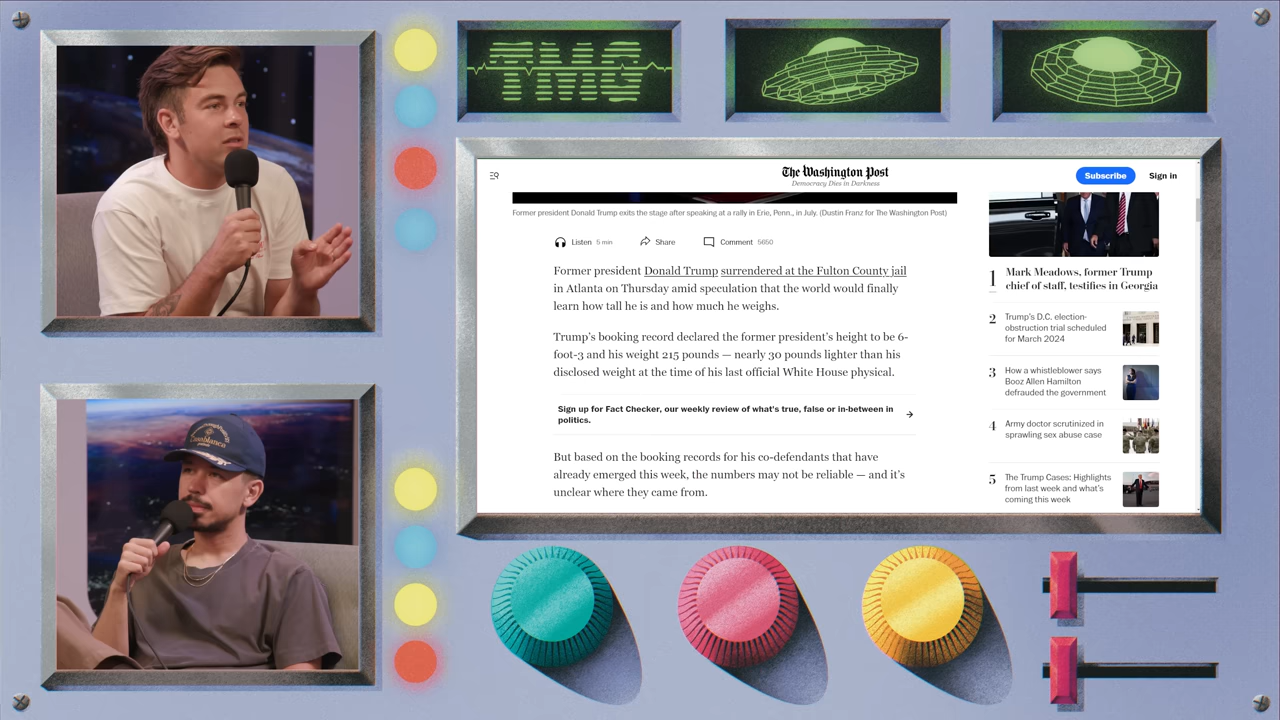 TMG
The Washington Post
Democracy Dies in Darkness
Subscribe
Sign in
Former president Donald Trump exits the stage after speaking at a rally in Erie, Penn., in July. (Dustin Franz for The Washington Post)
Listen 5 min
Share
Comment 5050
Former president Donald Trump surrendered at the Fulton County jail
in Atlanta on Thursday amid speculation that the world would finally
learn how tall he is and how much he weighs.
Trump's booking record declared the former president's height to be 6-
foot-3 and his weight 215 pounds — nearly 30 pounds lighter than his
disclosed weight at the time of his last official White House physical.
Sign up for Fact Checker, our weekly review of what's true, false or in-between in
politics.
But based on the booking records for his co-defendants that have
already emerged this week, the numbers may not be reliable — and it's
unclear where they came from.
1 Mark Meadows, former Trump
chief of staff, testifies in Georgia
2 Trump's D.C. election-
obstruction trial scheduled
for March 2024
3 How a whistleblower says
Booz Allen Hamilton
defrauded the government
4 Army doctor scrutinized in
sprawling sex abuse case
5 The Trump Cases: Highlights
from last week and what's
coming this week
Casablanca